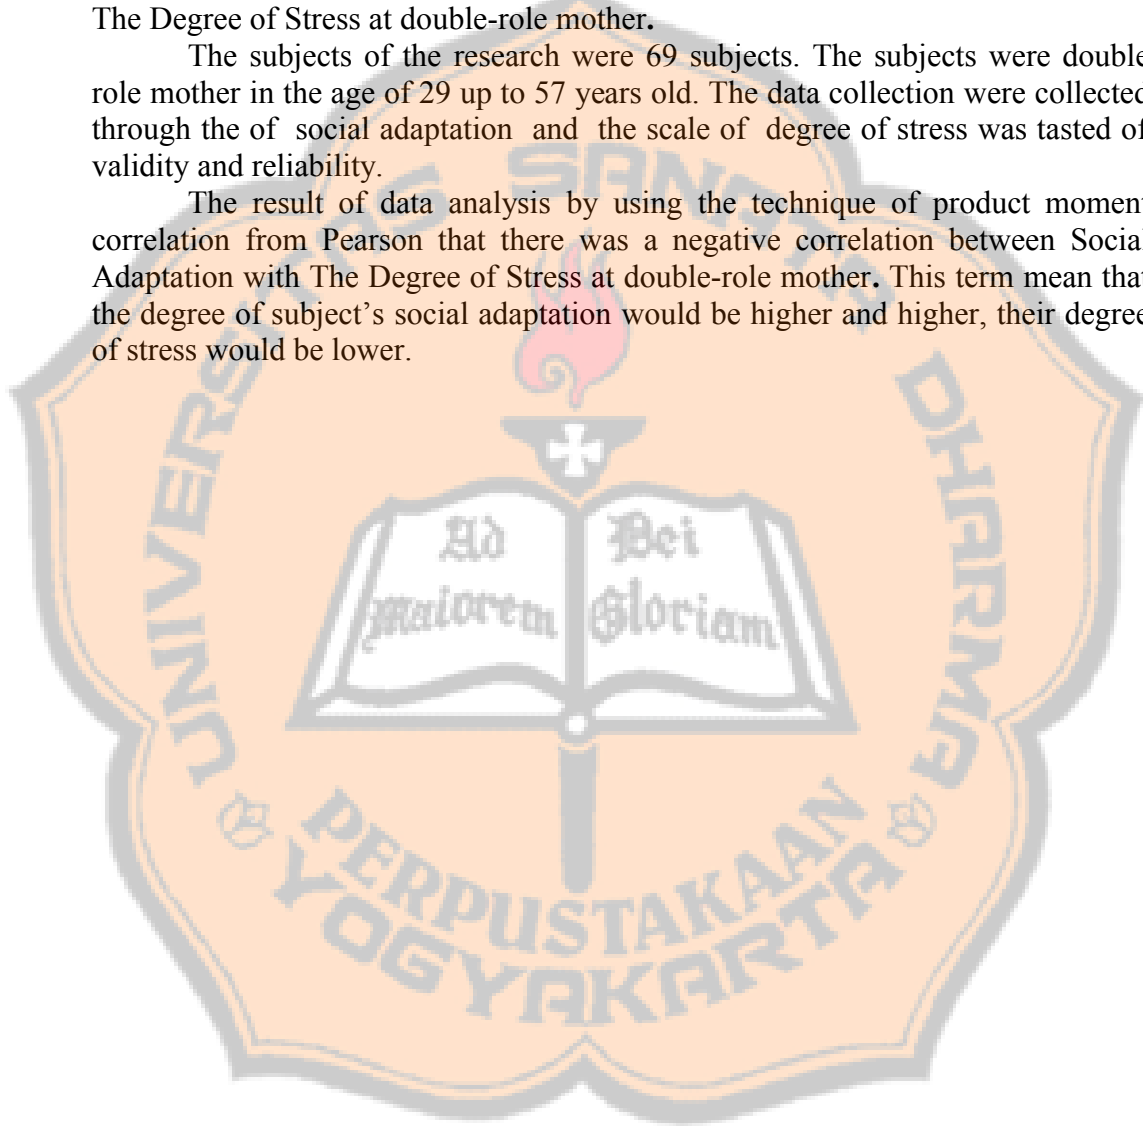 The Degree of Stress at double-role mother.
The subjects of the research were 69 subjects. The subjects were double
role mother in the age of 29 up to 57 years old. The data collection were collected
through the of social adaptation and the scale of degree of stress was tasted of
validity and reliability.
The result of data analysis by using the technique of product moment
correlation from Pearson that there was a negative correlation between Social
Adaptation with The Degree of Stress at double-role mother. This term mean that
the degree of subject's social adaptation would be higher and higher, their degree
of stress would be lower.
UNIVERSITAS SANATA DHARMA
Ad Dei
maiorem Gloriam
PERPUSTAKAAN
YOGYAKARTA